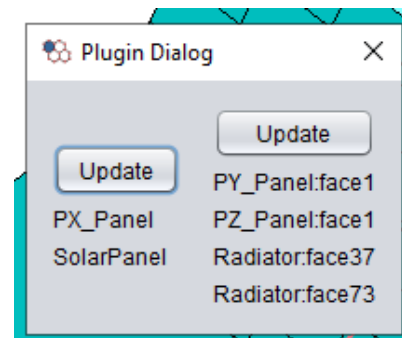 Plugin Dialog
Update
PX_Panel
SolarPanel
Update
PY_Panel:face1
PZ_Panel:face1
Radiator:face37
Radiator:face73